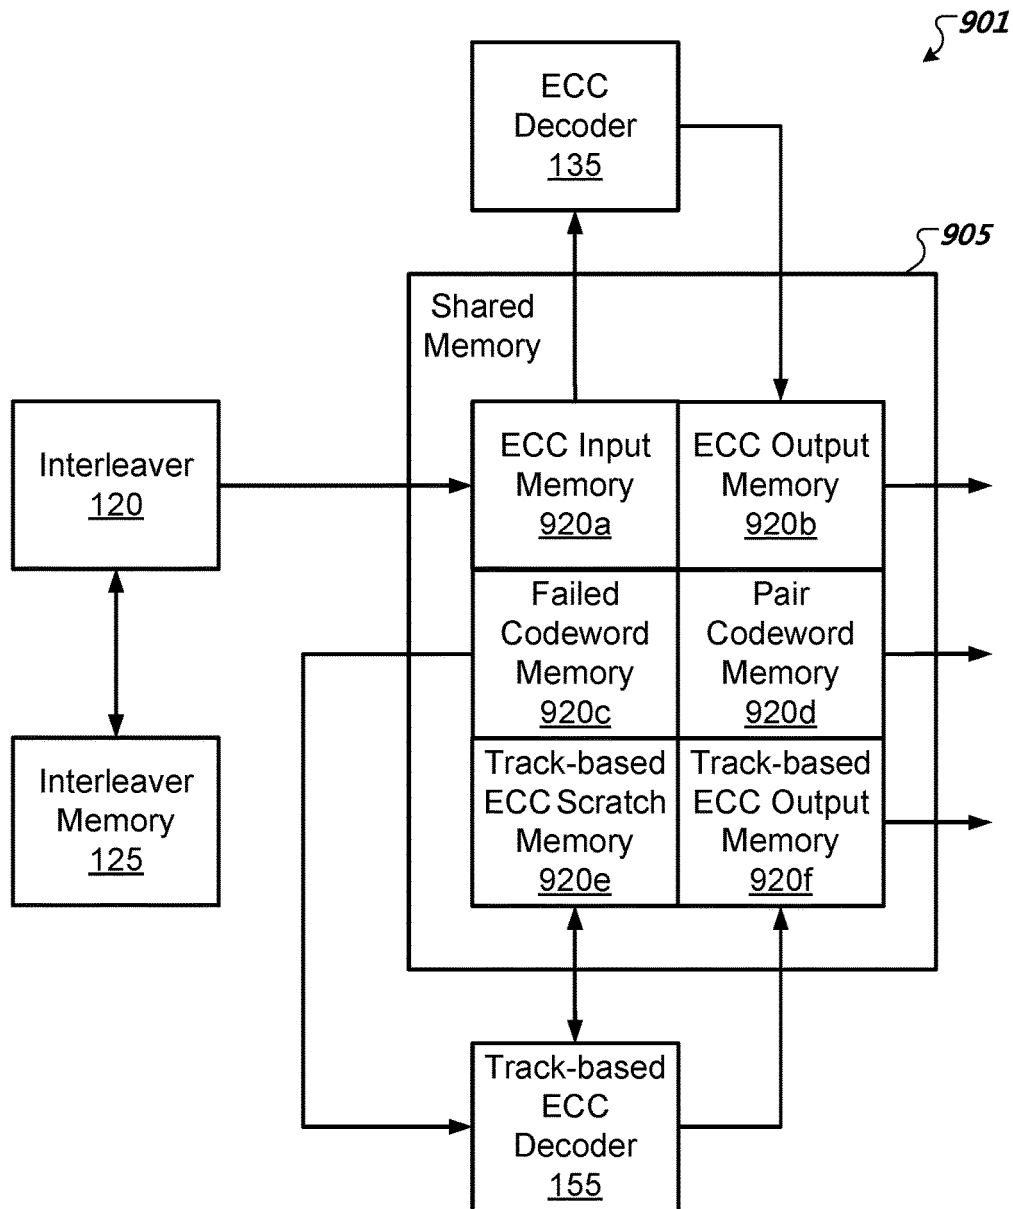 901
ECC
Decoder
135
905
Shared
Memory
Interleaver
120
ECC Input
Memory
920a
ECC Output
Memory
920b
Failed
Codeword
Memory
920c
Pair
Codeword
Memory
920d
Interleaver
Memory
125
Track-based
ECC Scratch
Memory
920e
Track-based
ECC Output
Memory
920f
Track-based
ECC
Decoder
155